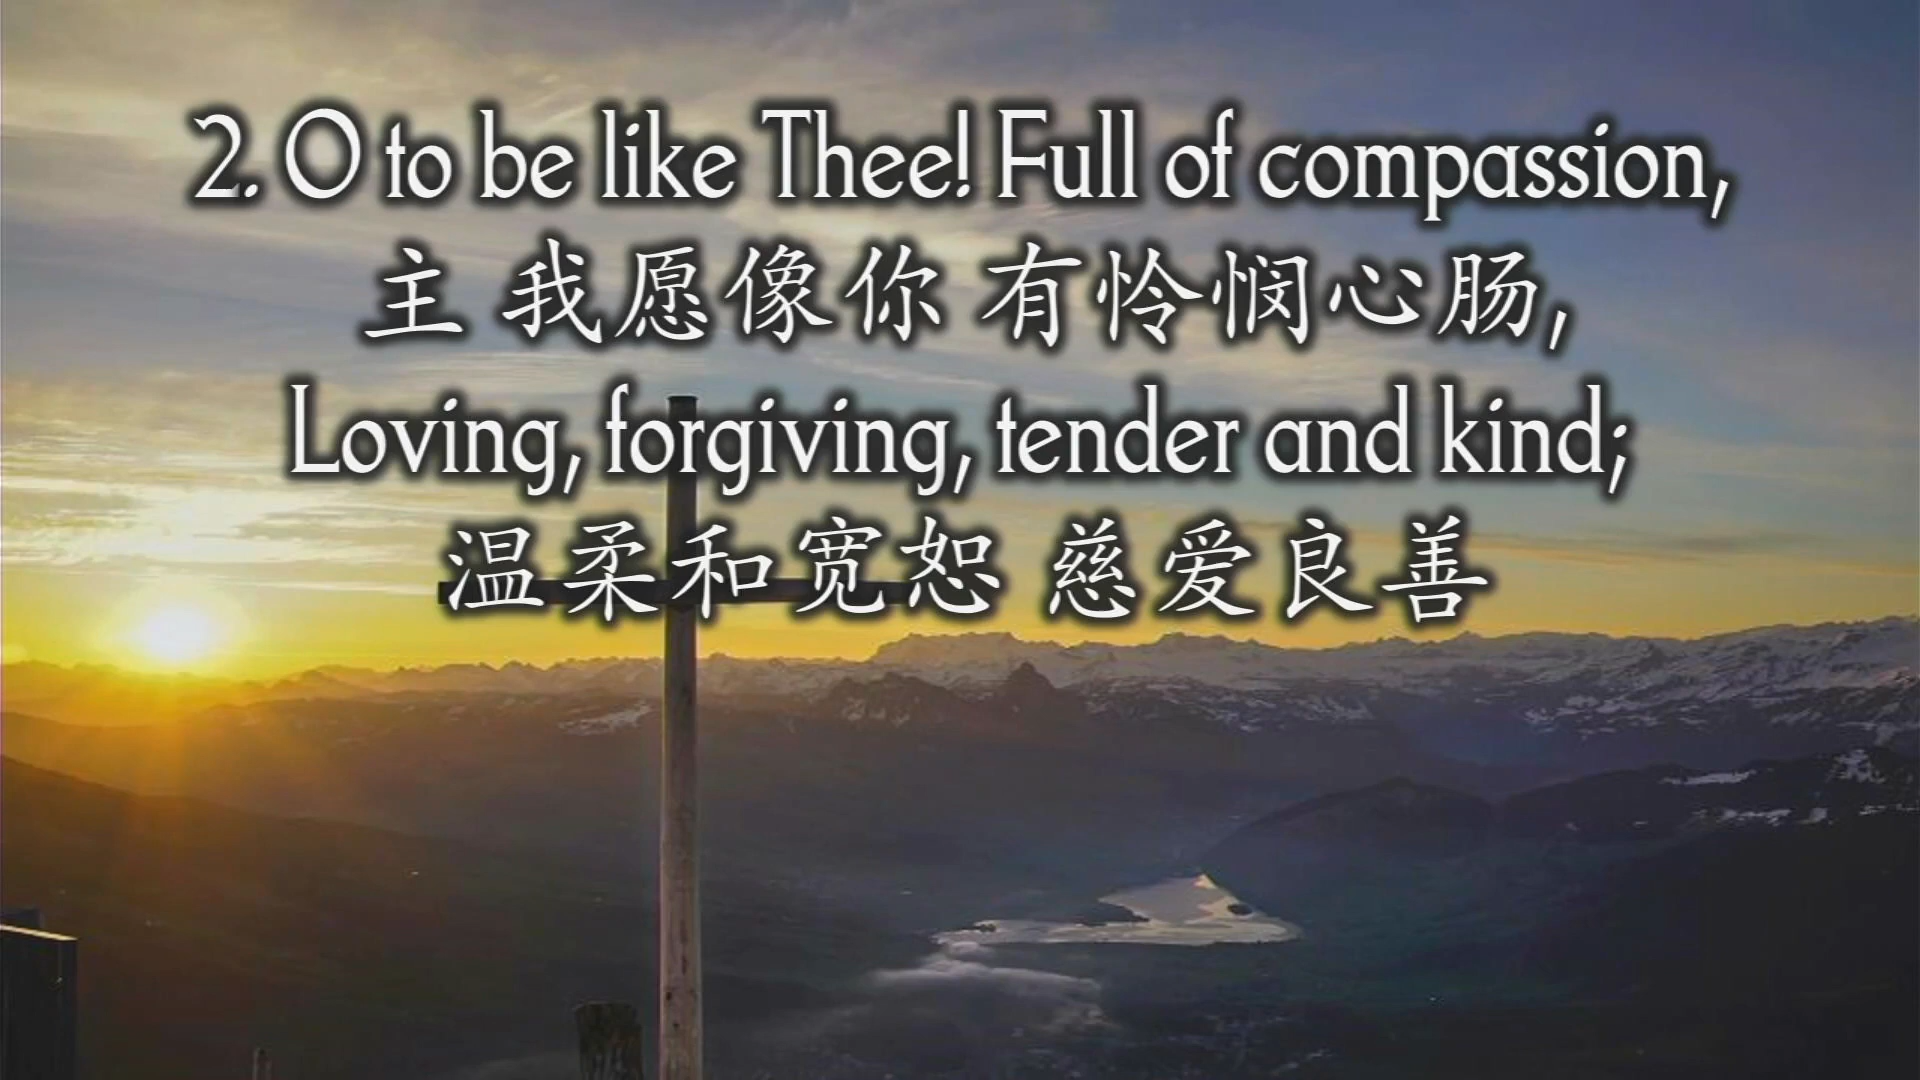 2. O to be like Thee! Full of compassion,
主 我愿像你 有怜悯心肠,
Loving, forgiving, tender and kind;
温柔和宽恕 慈爱良善